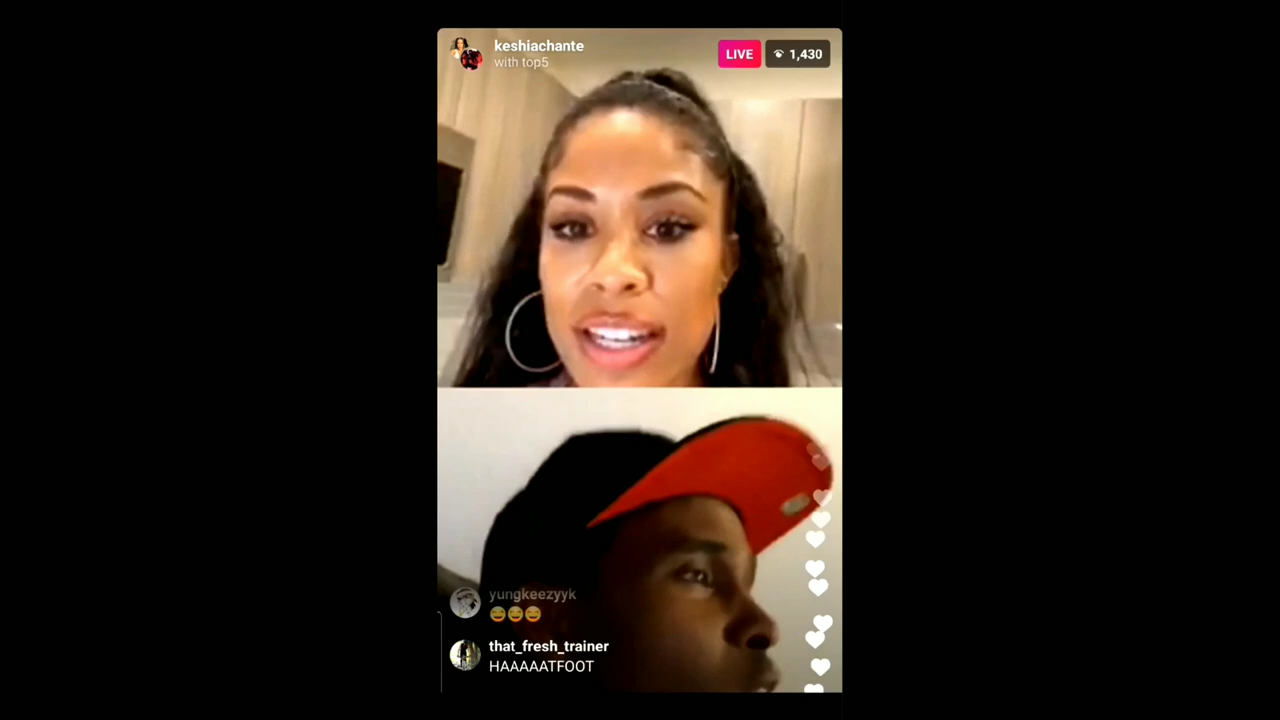 keshiachante
with top5
LIVE
1,430
yungkeezyyk
😅😅😅
that_fresh_trainer
HAAAAATFOOT